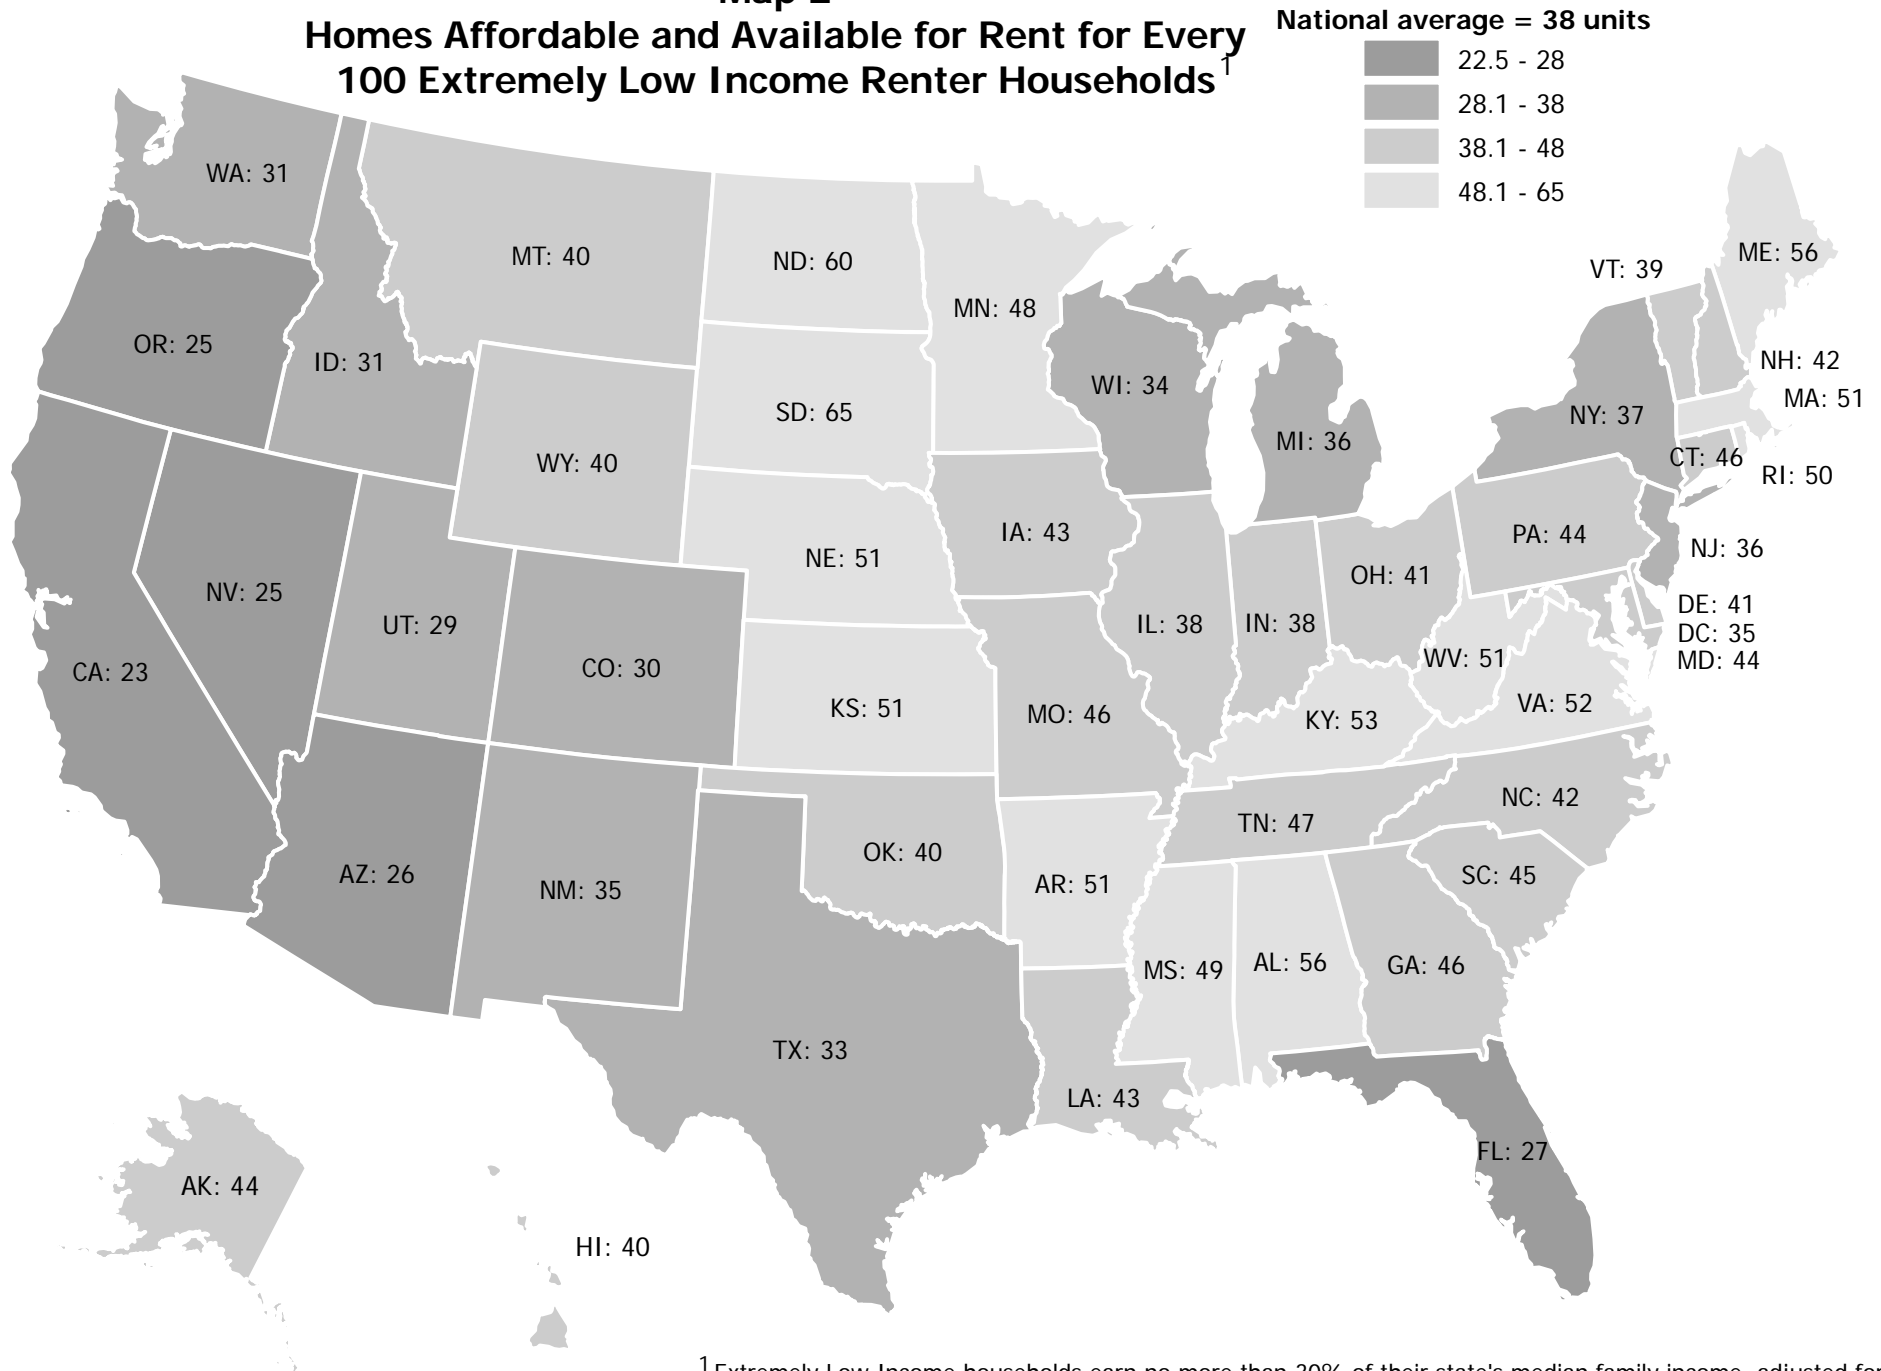 Homes Affordable and Available for Rent for Every
100 Extremely Low Income Renter Households1
National average = 38 units
22.5 - 28
28.1 - 38
38.1 - 48
48.1 - 65
WA: 31
MT: 40
ND: 60
MN: 48
VT: 39
ME: 56
OR: 25
ID: 31
WI: 34
NH: 42
MA: 51
SD: 65
MI: 36
NY: 37
WY: 40
CT: 46
RI: 50
IA: 43
PA: 44
NJ: 36
NE: 51
OH: 41
NV: 25
UT: 29
IL: 38
IN: 38
DE: 41
DC: 35
MD: 44
CA: 23
CO: 30
WV: 51
KS: 51
MO: 46
KY: 53
VA: 52
NC: 42
TN: 47
OK: 40
AZ: 26
NM: 35
AR: 51
SC: 45
MS: 49
AL: 56
GA: 46
TX: 33
LA: 43
FL: 27
AK: 44
HI: 40